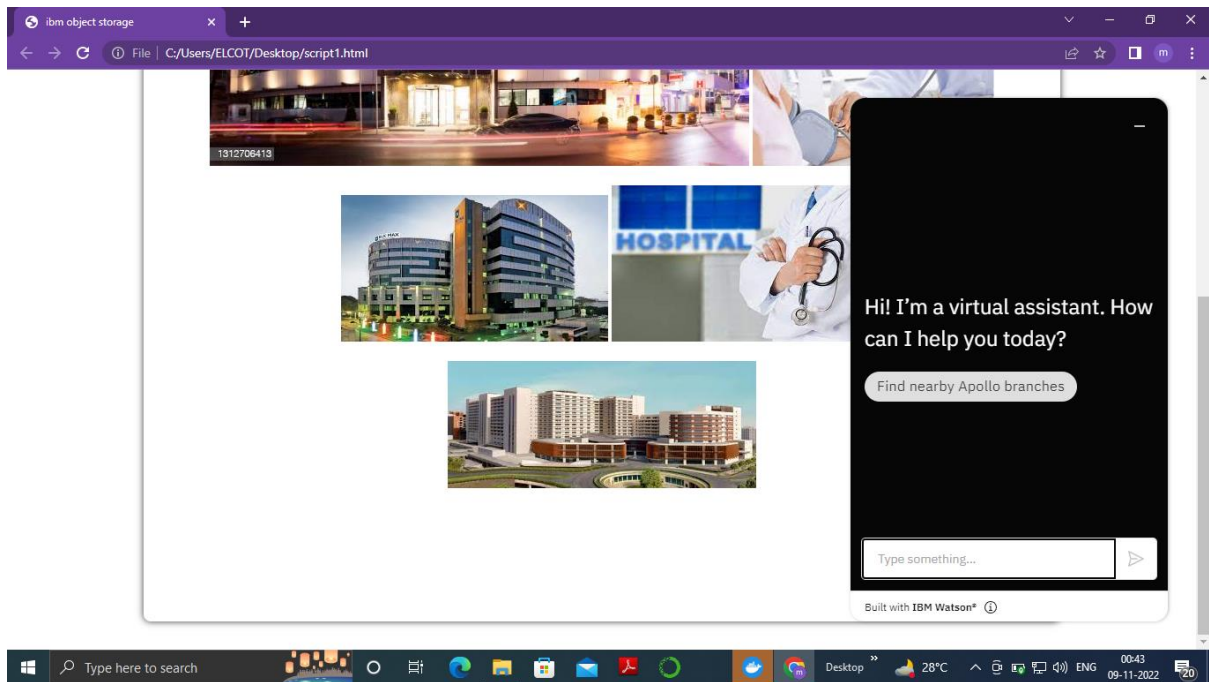 ibm object storage
File | C:/Users/ELCOT/Desktop/script1.html
m
1312706413
MAX
HOSPITAL
Hi! I'm a virtual assistant. How
can I help you today?
Find nearby Apollo branches
Type something...
Built with IBM Watson®
Type here to search
Desktop
28°C
ENG
00:43
09-11-2022
20